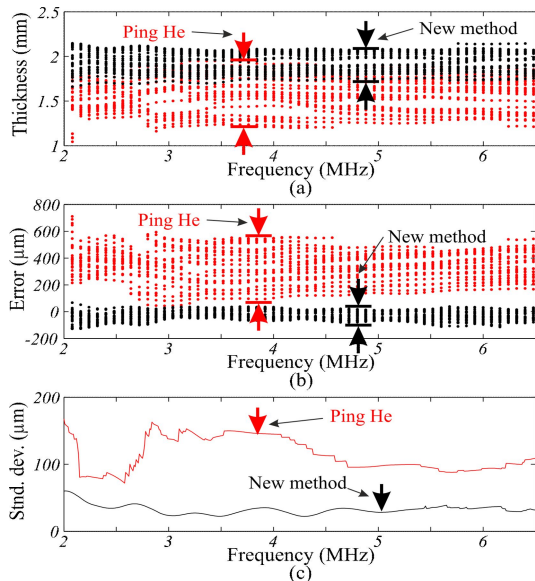 Ping He
New method
Thickness (mm)
2
1.5
1
2 3 4 5 6
Frequency (MHz)
(a)
800
600
400
200
0
-200
Ping He
New method
Error (µm)
2 3 4 5 6
Frequency (MHz)
(b)
200
100
0
Ping He
New method
Stnd. dev. (µm)
2 3 4 5 6
Frequency (MHz)
(c)